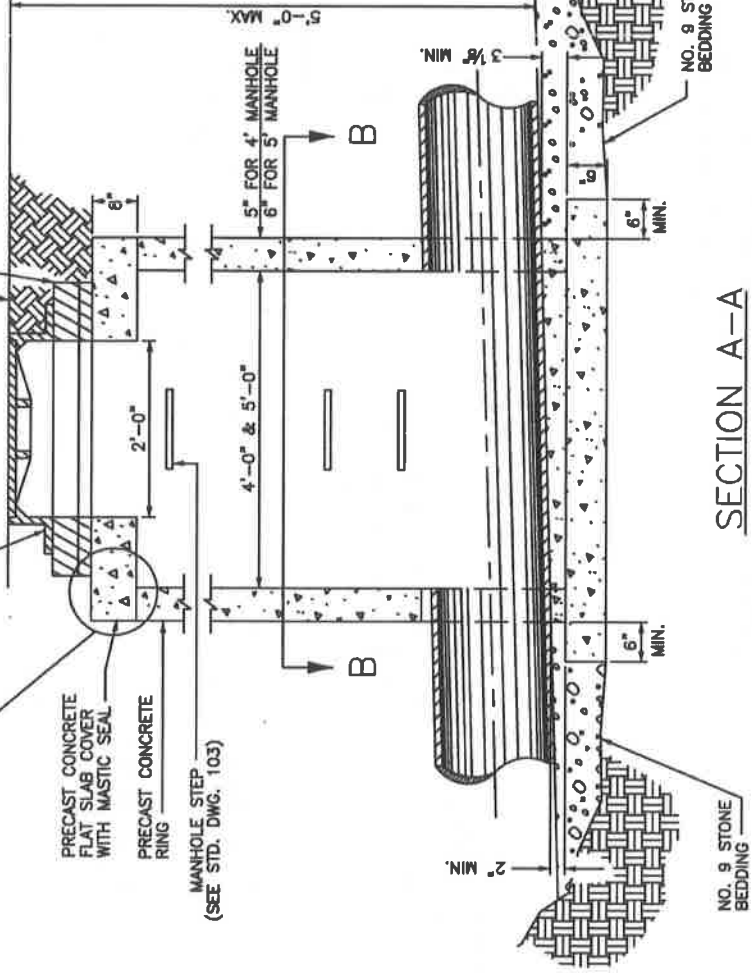 5'-0" MAX.
8"
5" FOR 4' MANHOLE
6" FOR 5' MANHOLE
3 1/8" MIN.
NO. 9 STO
BEDDING
B
2'-0"
4'-0" & 5'-0"
6"
6"
MIN.
PRECAST CONCRETE
FLAT SLAB COVER
WITH MASTIC SEAL
PRECAST CONCRETE
RING
MANHOLE STEP
(SEE STD. DWG. 103)
B
6"
MIN.
2" MIN.
NO. 9 STONE
BEDDING
SECTION A-A